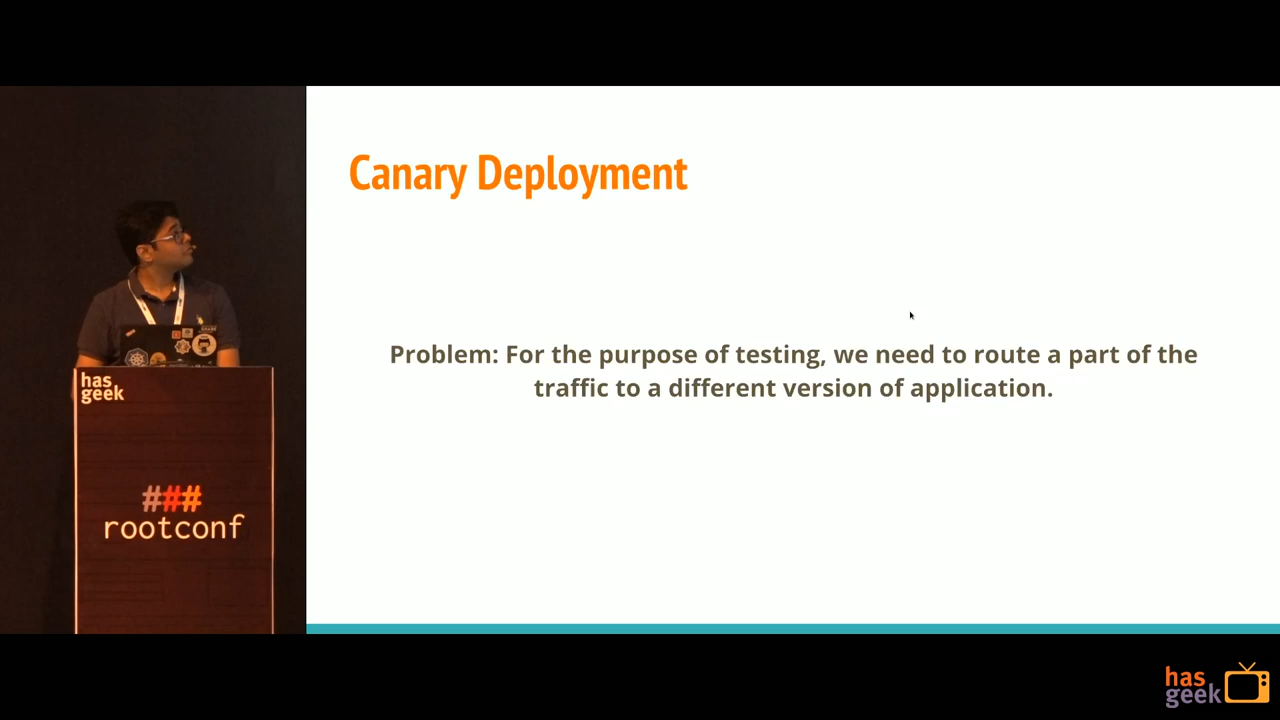 Canary Deployment
Problem: For the purpose of testing, we need to route a part of the
traffic to a different version of application.
has
geek
###
rootconf
has
geek